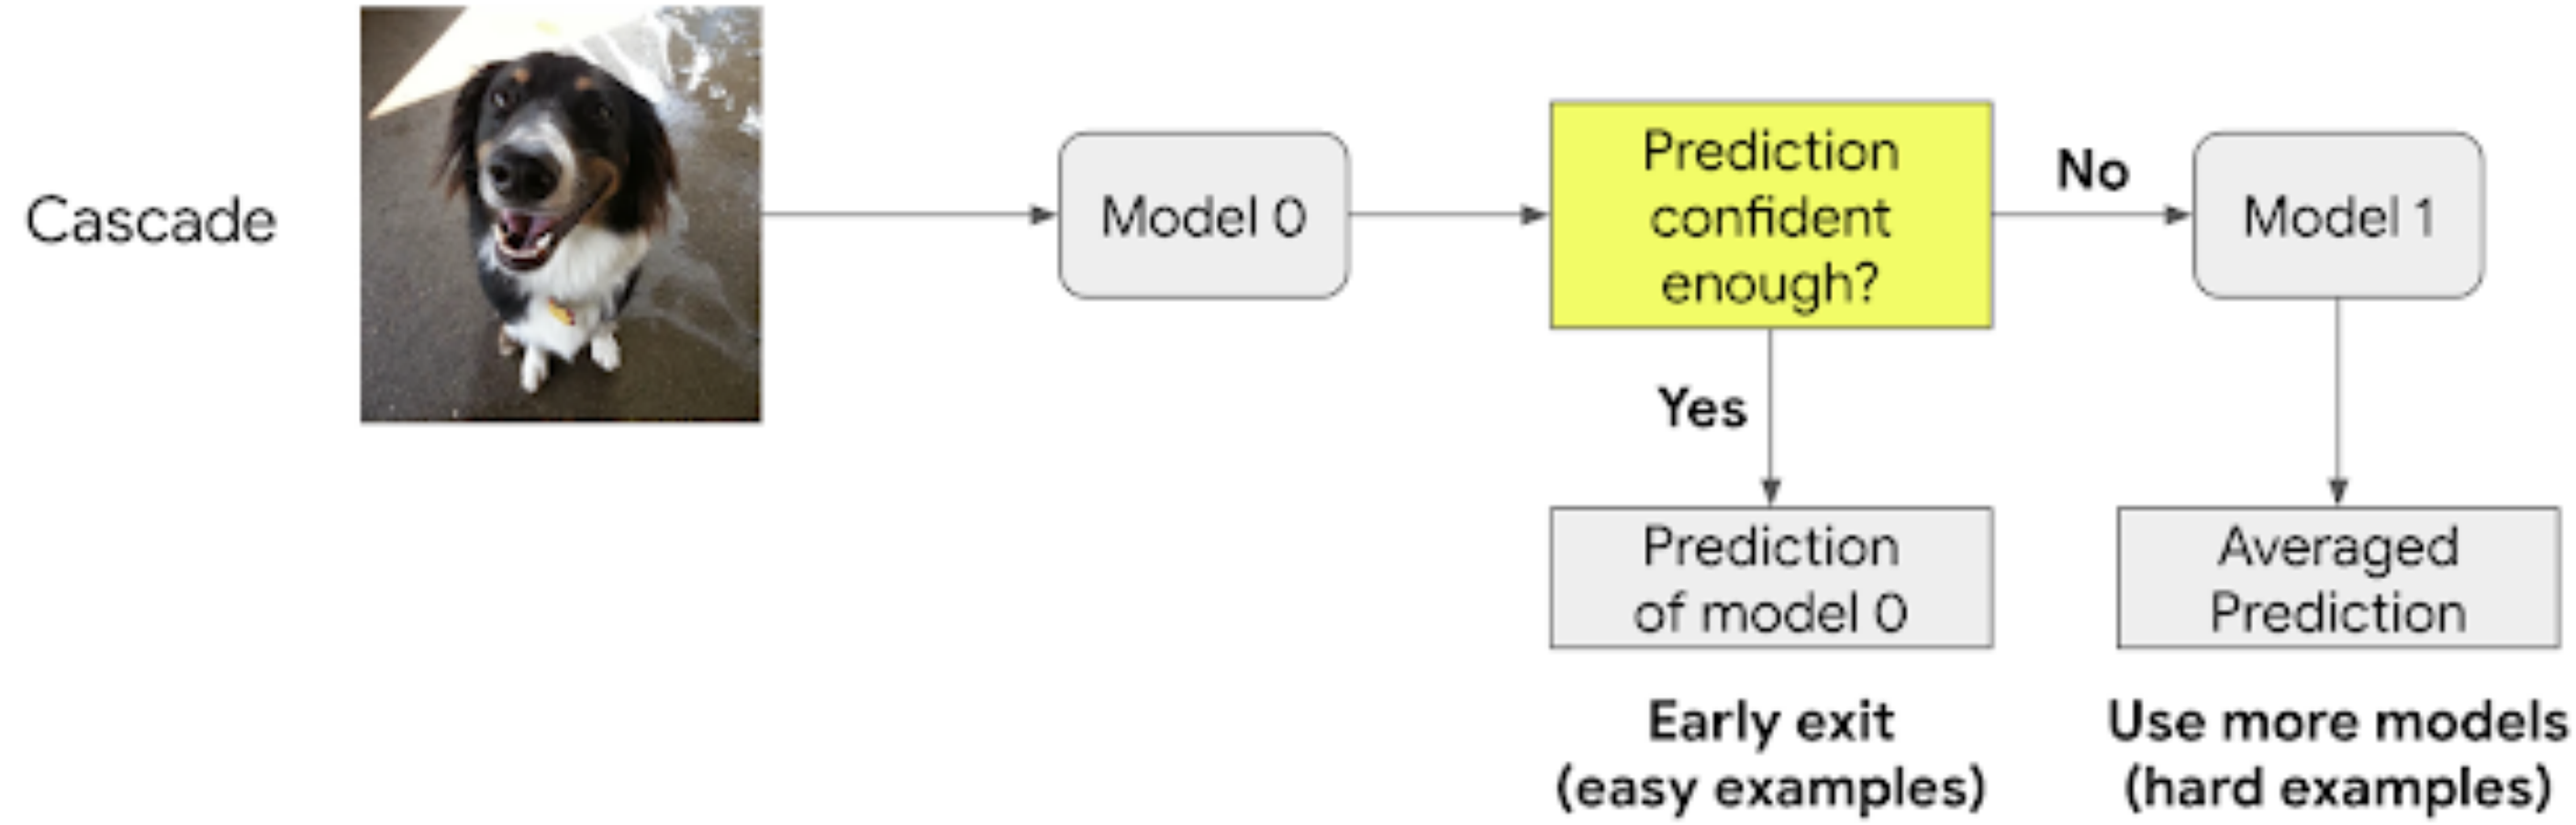 Cascade
Model 0
Prediction
confident
enough?
No
Model 1
Yes
Prediction
of model 0
Averaged
Prediction
Early exit
(easy examples)
Use more models
(hard examples)